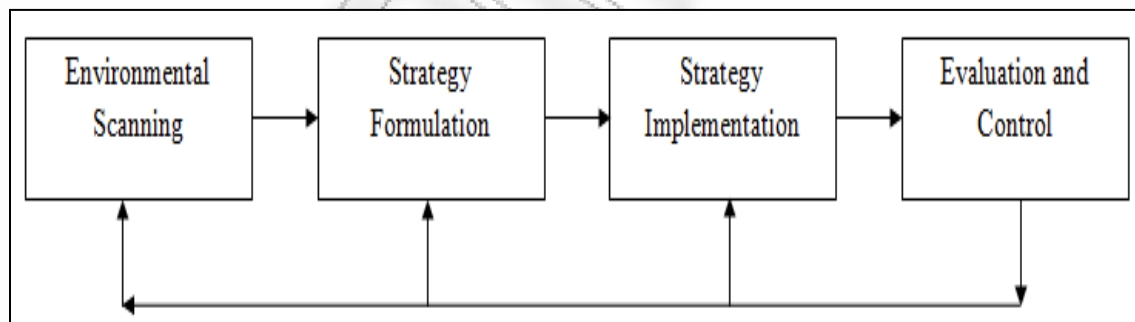 Environmental
Scanning
Strategy
Formulation
Strategy
Implementation
Evaluation and
Control